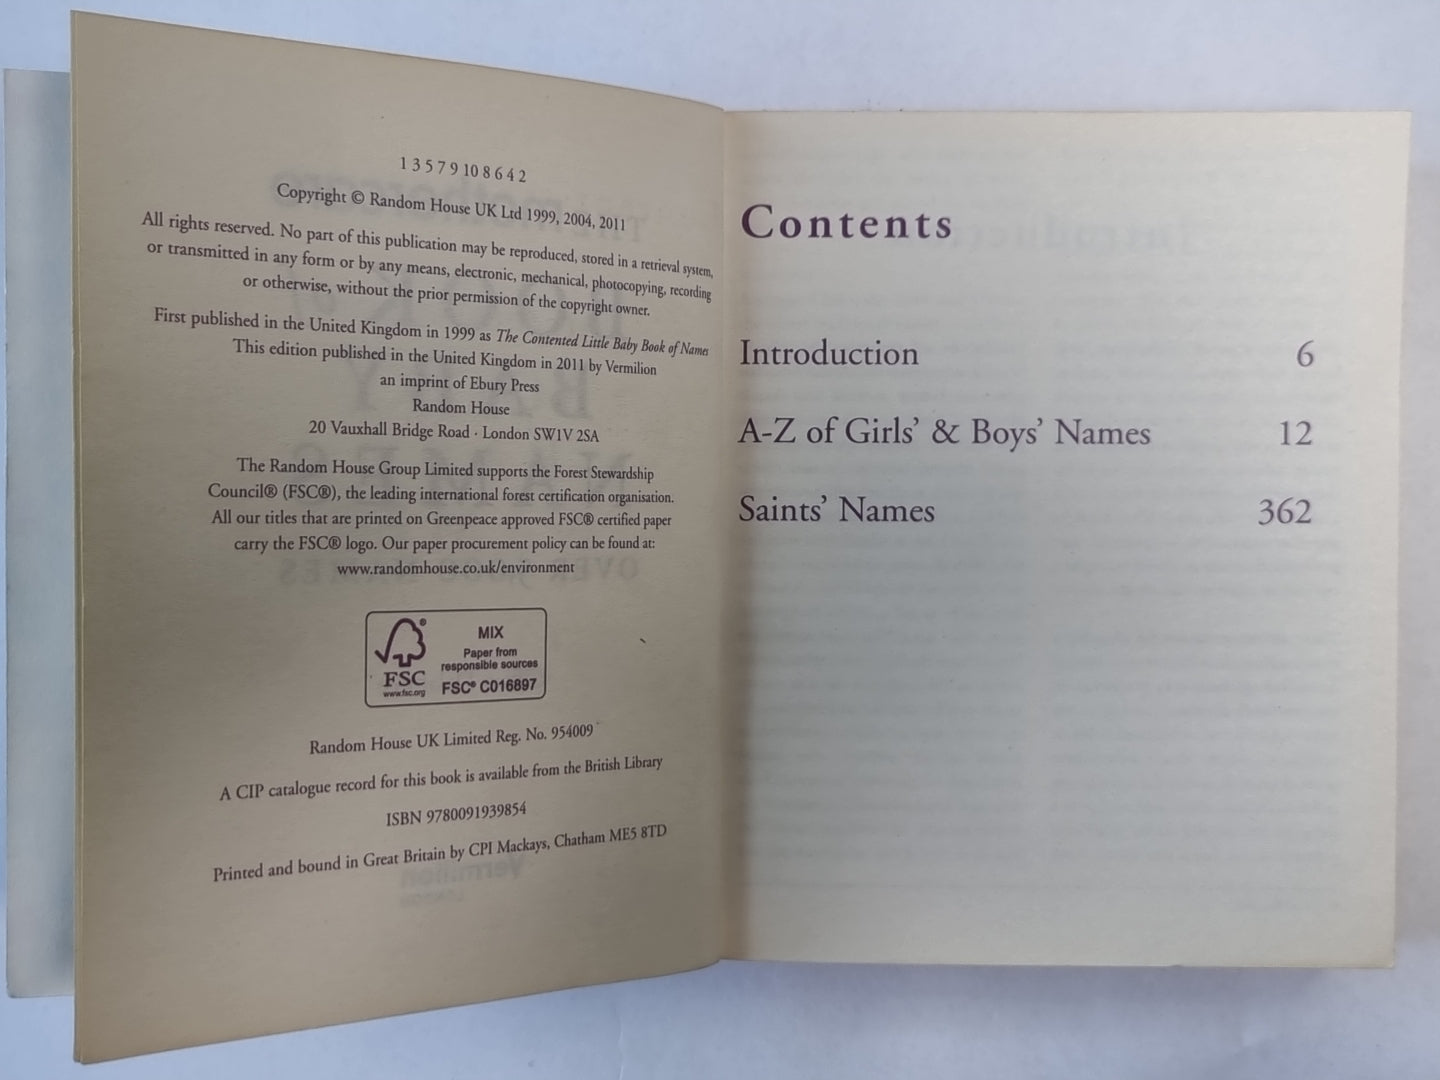 1 3 5 7 9 10 8 6 4 2
Copyright © Random House UK Ltd 1999, 2004, 2011
All rights reserved. No part of this publication may be reproduced, stored in a retrieval system,
or transmitted in any form or by any means, electronic, mechanical, photocopying, recording
or otherwise, without the prior permission of the copyright owner.
First published in the United Kingdom in 1999 as The Contented Little Baby Book of Names
This edition published in the United Kingdom in 2011 by Vermilion
an imprint of Ebury Press
Random House
20 Vauxhall Bridge Road · London SW1V 2SA
The Random House Group Limited supports the Forest Stewardship
Council® (FSC®), the leading international forest certification organisation.
All our titles that are printed on Greenpeace approved FSC® certified paper
carry the FSC® logo. Our paper procurement policy can be found at:
www.randomhouse.co.uk/environment
®
FSC
www.fsc.org
MIX
Paper from
responsible sources
FSC® C016897
Random House UK Limited Reg. No. 954009
A CIP catalogue record for this book is available from the British Library
ISBN 9780091939854
Printed and bound in Great Britain by CPI Mackays, Chatham ME5 8TD
Contents
Introduction 6
A-Z of Girls' & Boys' Names 12
Saints' Names 362